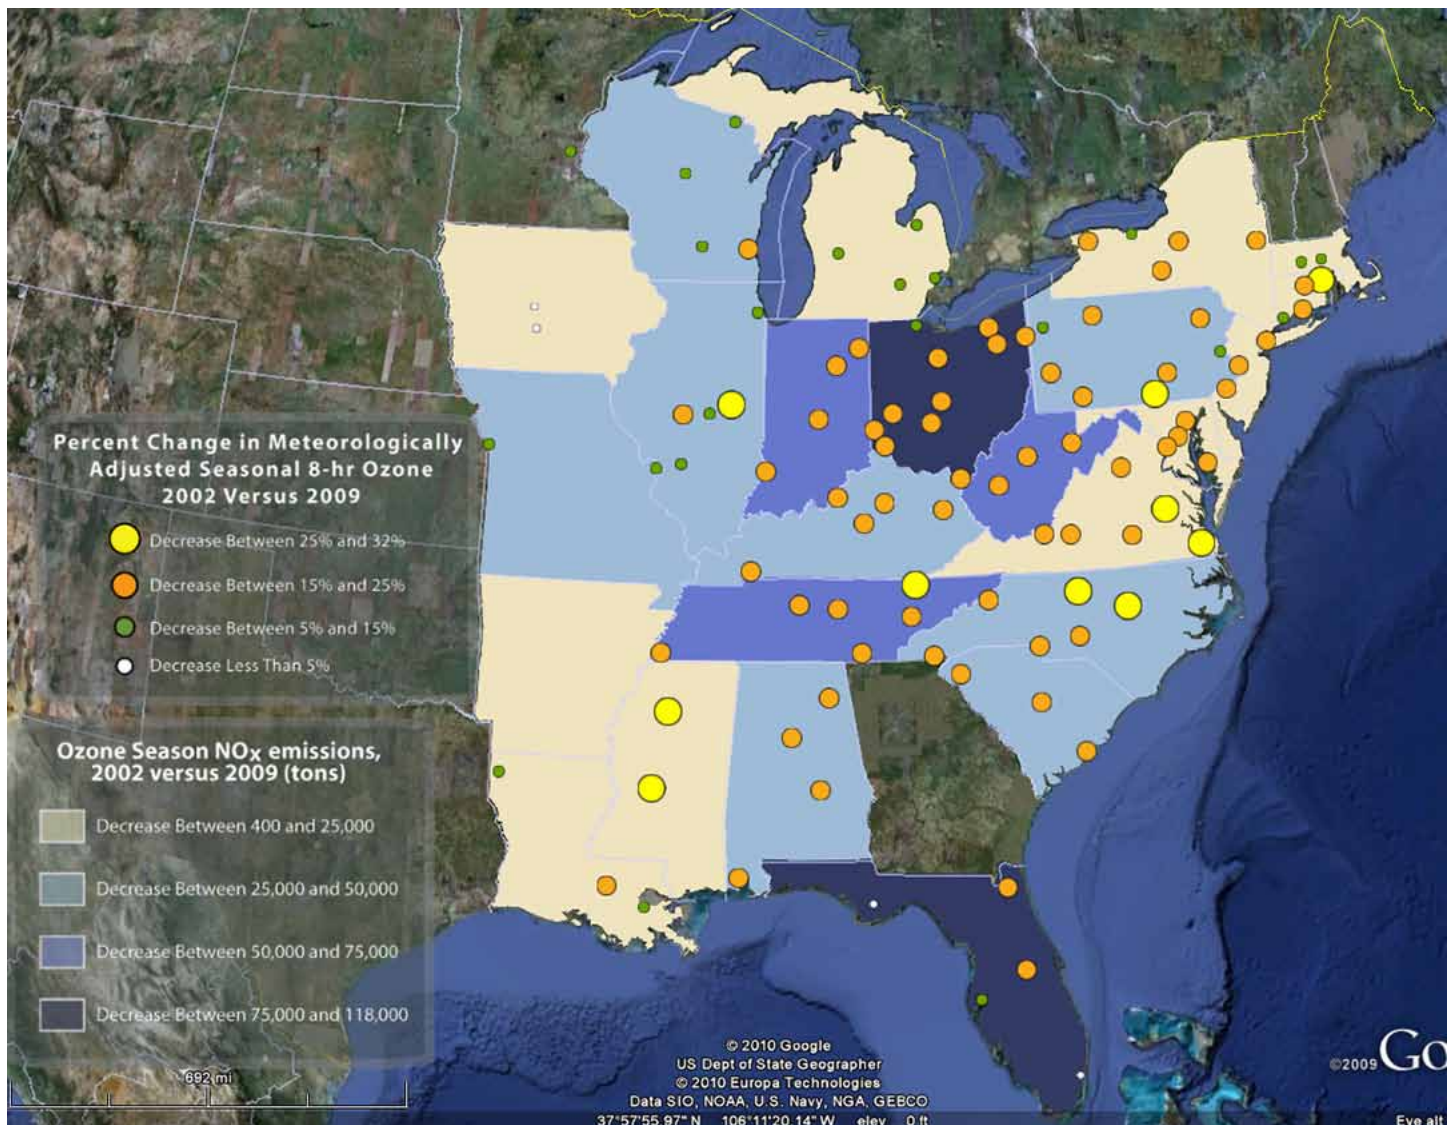 Percent Change in Meteorologically
Adjusted Seasonal 8-hr Ozone
2002 Versus 2009
Decrease Between 25% and 32%
Decrease Between 15% and 25%
Decrease Between 5% and 15%
Decrease Less Than 5%
Ozone Season NOx emissions,
2002 versus 2009 (tons)
Decrease Between 400 and 25,000
Decrease Between 25,000 and 50,000
Decrease Between 50,000 and 75,000
Decrease Between 75,000 and 118,000
692 mi
© 2010 Google
US Dept of State Geographer
© 2010 Europa Technologies
Data SIO, NOAA, U.S. Navy, NGA, GEBCO
37°57'55.97" N 106°11'20.14" W elev 0 ft
©2009 Go
Eye alt